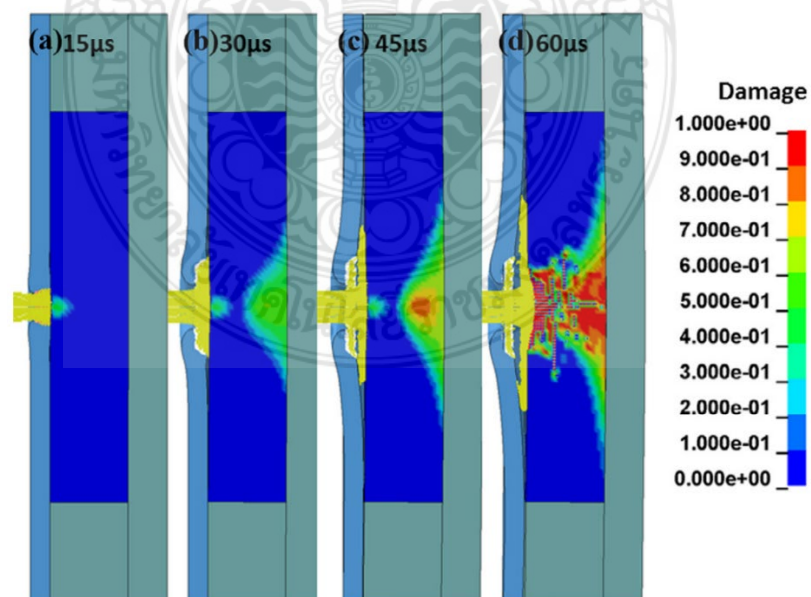 (a)15μs (b)30μs (c) 45μs (d)60μs
Damage
1.000e+00
9.000e-01
8.000e-01
7.000e-01
6.000e-01
5.000e-01
4.000e-01
3.000e-01
2.000e-01
1.000e-01
0.000e+00